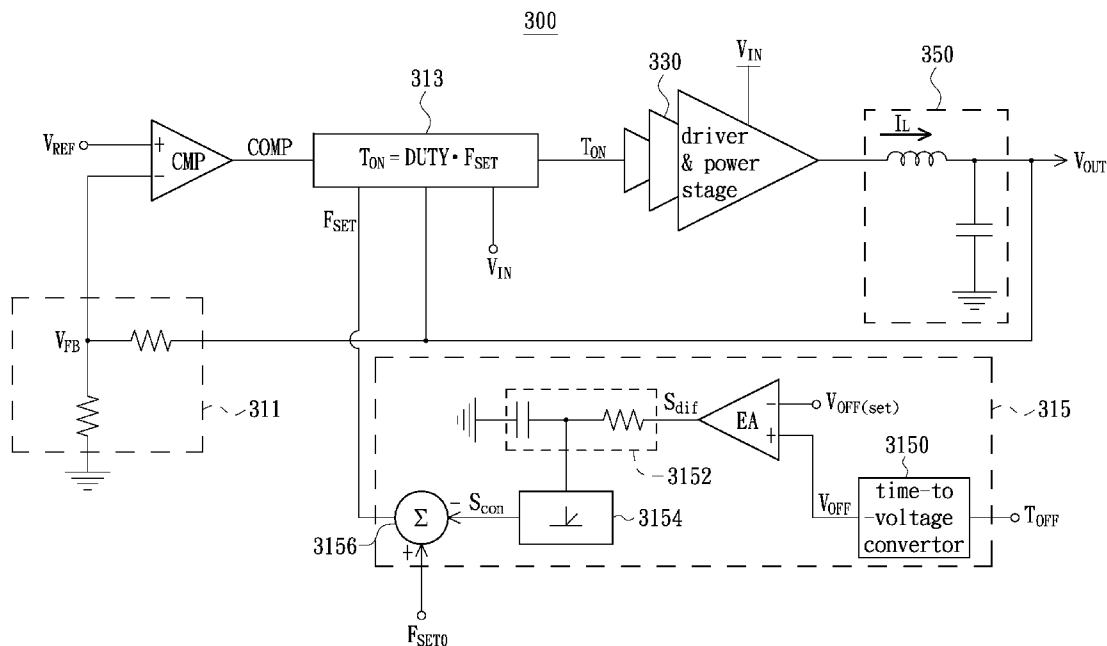 300
313
330
V_IN
350
V_REF
+
-
CMP
COMP
T_ON = DUTY · F_SET
T_ON
driver
& power
stage
I_L
V_OUT
F_SET
V_IN
V_FB
311
S_dif
EA
-
+
V_OFF(set)
315
3152
3150
time-to
-voltage
convertor
V_OFF
T_OFF
3154
S_con
-
Σ
+
3156
F_SET0